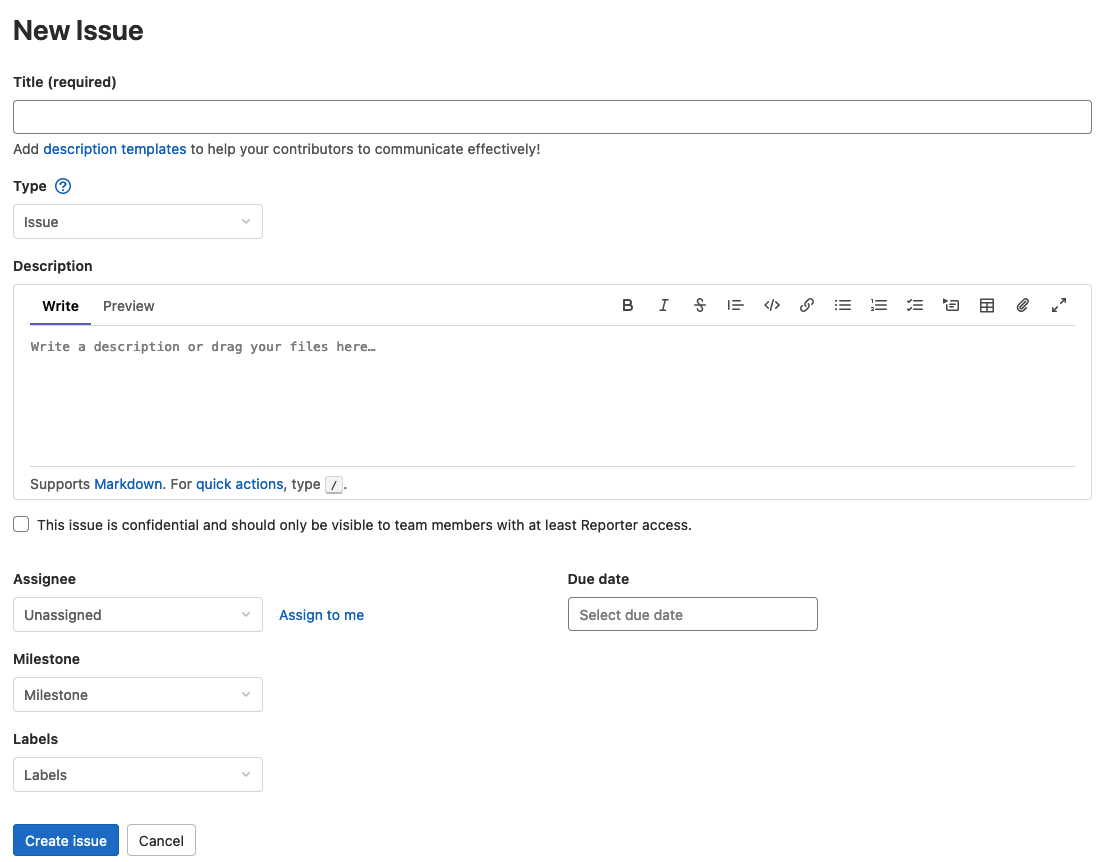 New Issue
Title (required)
Add description templates to help your contributors to communicate effectively!
Type
Issue
Description
Write Preview
Write a description or drag your files here…
Supports Markdown. For quick actions, type /.
This issue is confidential and should only be visible to team members with at least Reporter access.
Assignee Due date
Unassigned Assign to me Select due date
Milestone
Milestone
Labels
Labels
Create issue Cancel